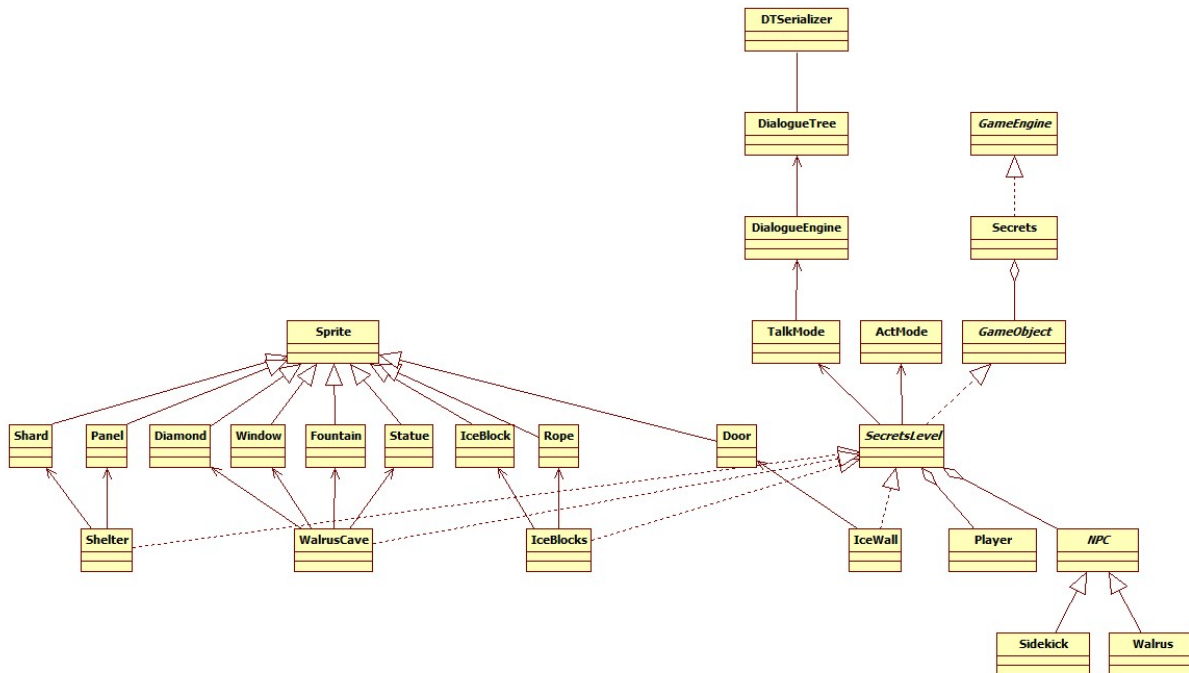 DTSerializer
DialogueTree
GameEngine
DialogueEngine
Secrets
Sprite
TalkMode
ActMode
GameObject
Shard
Panel
Diamond
Window
Fountain
Statue
IceBlock
Rope
Door
SecretsLevel
Shelter
WalrusCave
IceBlocks
IceWall
Player
NPC
Sidekick
Walrus